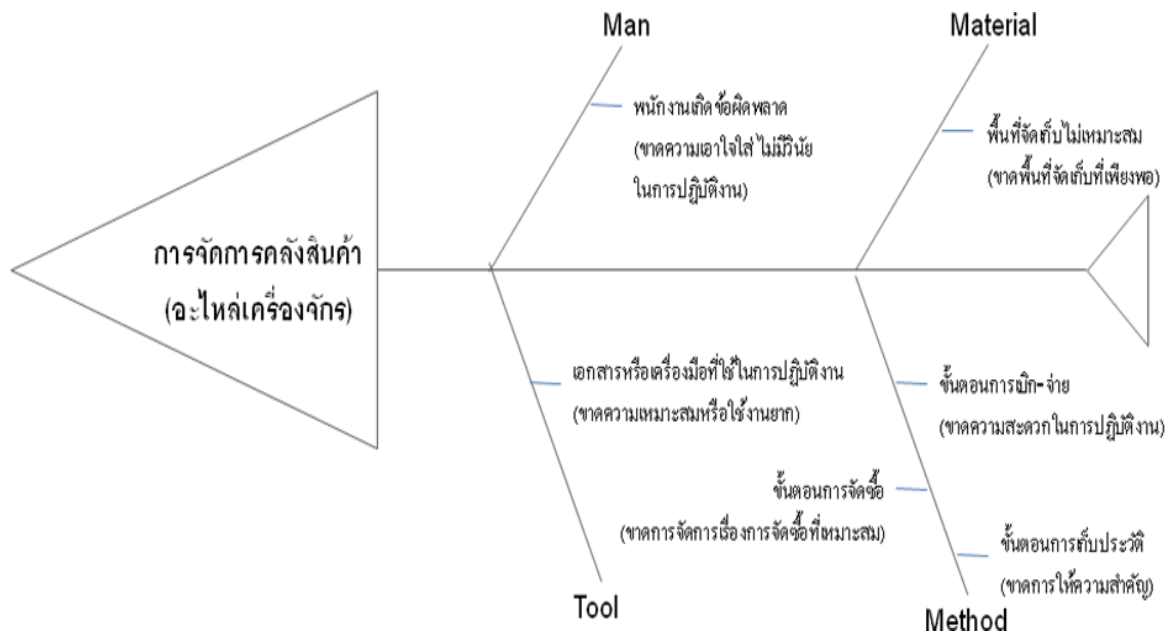 Man
Material
พนักงานเกิดข้อผิดพลาด
(ขาดความเอาใจใส่ ไม่มีวินัย
ในการปฏิบัติงาน)
พื้นที่จัดเก็บไม่เหมาะสม
(ขาดพื้นที่จัดเก็บที่เพียงพอ)
การจัดการคลังสินค้า
(อะไหล่เครื่องจักร)
เอกสารหรือเครื่องมือที่ใช้ในการปฏิบัติงาน
(ขาดความเหมาะสมหรือใช้งานยาก)
ขั้นตอนการเบิก-จ่าย
(ขาดความสะดวกในการปฏิบัติงาน)
ขั้นตอนการจัดซื้อ
(ขาดการจัดการเรื่องการจัดซื้อที่เหมาะสม)
ขั้นตอนการเก็บประวัติ
(ขาดการให้ความสำคัญ)
Tool
Method